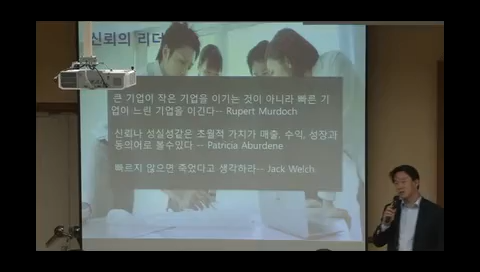 신뢰의 리더
큰 기업이 작은 기업을 이기는 것이 아니라 빠른 기
업이 느린 기업을 이긴다-- Rupert Murdoch
신뢰나 성실성같은 초월적 가치가 매출, 수익, 성장과
동의어로 볼수있다 -- Patricia Aburdene
빠르지 않으면 죽었다고 생각하라-- Jack Welch